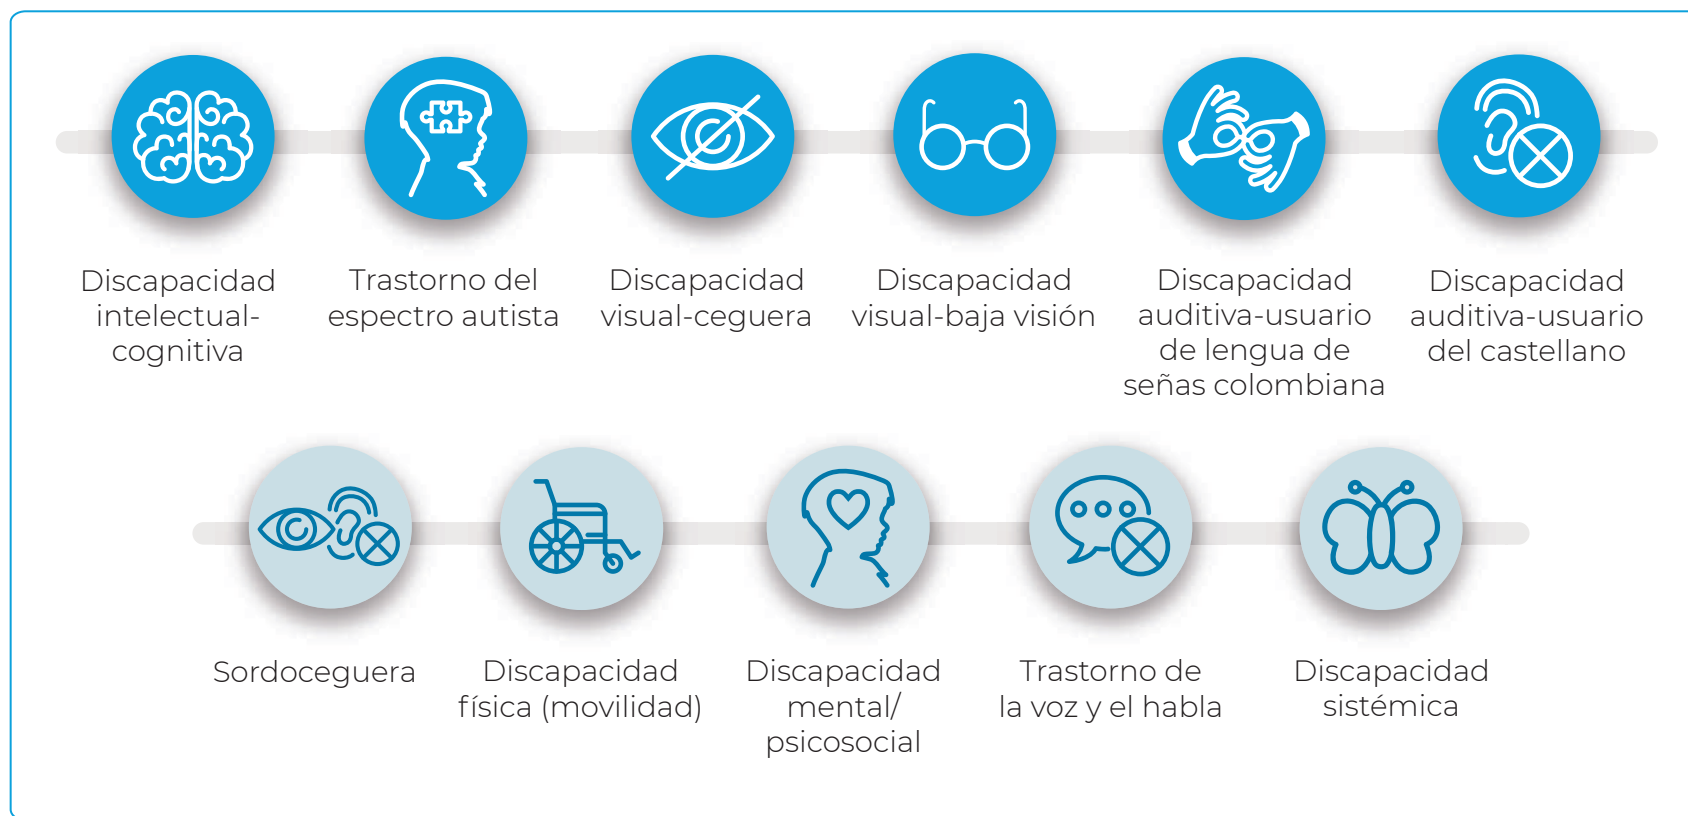 Discapacidad
intelectual-
cognitiva
Trastorno del
espectro autista
Discapacidad
visual-ceguera
Discapacidad
visual-baja visión
Discapacidad
auditiva-usuario
de lengua de
señas colombiana
Discapacidad
auditiva-usuario
del castellano
Sordoceguera
Discapacidad
física (movilidad)
Discapacidad
mental/
psicosocial
Trastorno de
la voz y el habla
Discapacidad
sistémica